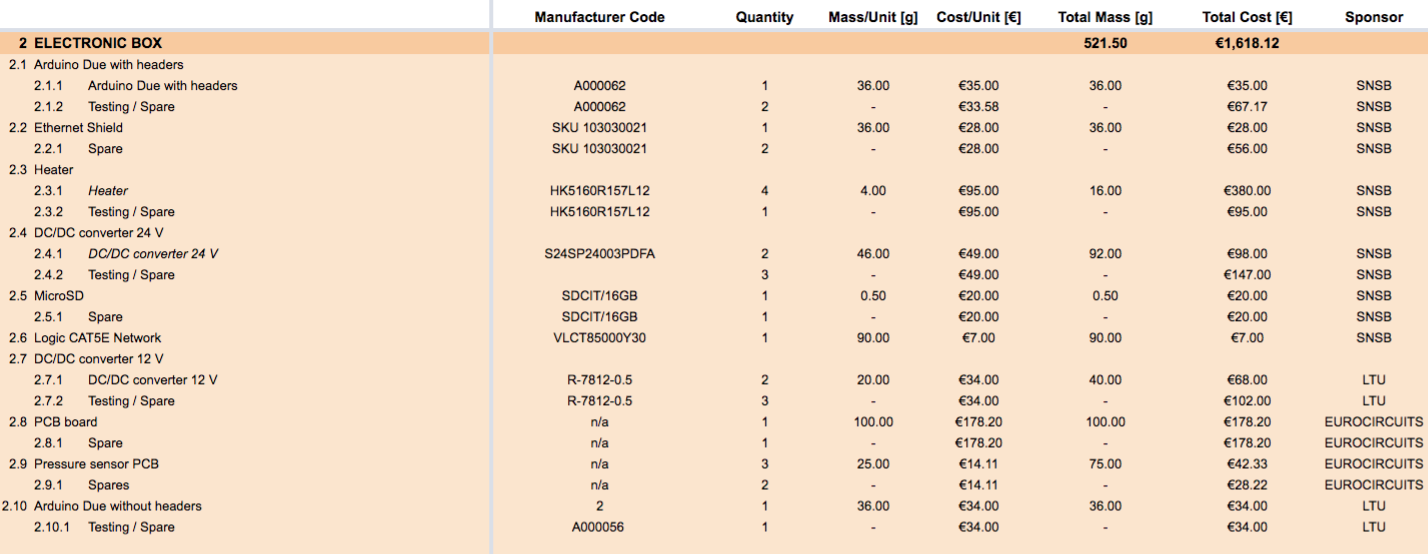 Manufacturer Code Quantity Mass/Unit [g] Cost/Unit [€] Total Mass [g] Total Cost [€] Sponsor
2 ELECTRONIC BOX 521.50 €1,618.12
2.1 Arduino Due with headers
2.1.1 Arduino Due with headers A000062 1 36.00 €35.00 36.00 €35.00 SNSB
2.1.2 Testing / Spare A000062 2 - €33.58 - €67.17 SNSB
2.2 Ethernet Shield SKU 103030021 1 36.00 €28.00 36.00 €28.00 SNSB
2.2.1 Spare SKU 103030021 2 - €28.00 - €56.00 SNSB
2.3 Heater
2.3.1 Heater HK5160R157L12 4 4.00 €95.00 16.00 €380.00 SNSB
2.3.2 Testing / Spare HK5160R157L12 1 - €95.00 - €95.00 SNSB
2.4 DC/DC converter 24 V
2.4.1 DC/DC converter 24 V S24SP24003PDFA 2 46.00 €49.00 92.00 €98.00 SNSB
2.4.2 Testing / Spare 3 - €49.00 - €147.00 SNSB
2.5 MicroSD SDCIT/16GB 1 0.50 €20.00 0.50 €20.00 SNSB
2.5.1 Spare SDCIT/16GB 1 - €20.00 - €20.00 SNSB
2.6 Logic CAT5E Network VLCT85000Y30 1 90.00 €7.00 90.00 €7.00 SNSB
2.7 DC/DC converter 12 V
2.7.1 DC/DC converter 12 V R-7812-0.5 2 20.00 €34.00 40.00 €68.00 LTU
2.7.2 Testing / Spare R-7812-0.5 3 - €34.00 - €102.00 LTU
2.8 PCB board n/a 1 100.00 €178.20 100.00 €178.20 EUROCIRCUITS
2.8.1 Spare n/a 1 - €178.20 - €178.20 EUROCIRCUITS
2.9 Pressure sensor PCB n/a 3 25.00 €14.11 75.00 €42.33 EUROCIRCUITS
2.9.1 Spares n/a 2 - €14.11 - €28.22 EUROCIRCUITS
2.10 Arduino Due without headers 2 1 36.00 €34.00 36.00 €34.00 LTU
2.10.1 Testing / Spare A000056 1 - €34.00 - €34.00 LTU